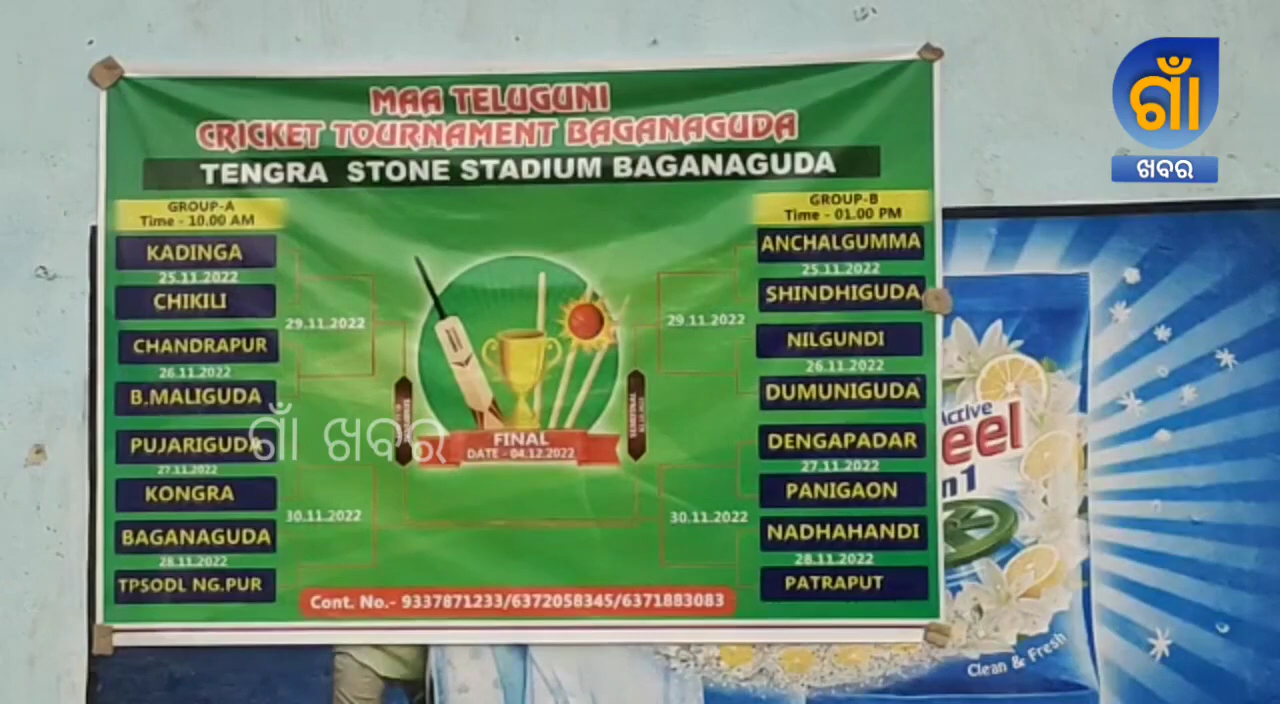 MAA TELUGUNI
CRICKET TOURNAMENT BAGANAGUDA
TENGRA STONE STADIUM BAGANAGUDA
GROUP-A
Time - 10.00 AM
KADINGA
25.11.2022
CHIKILI
29.11.2022
CHANDRAPUR
26.11.2022
B.MALIGUDA
PUJARIGUDA
27.11.2022
KONGRA
30.11.2022
BAGANAGUDA
28.11.2022
TPSODL NG.PUR
FINAL
DATE - 04.12.2022
GROUP-B
Time - 01.00 PM
ANCHALGUMMA
25.11.2022
SHINDHIGUDA
29.11.2022
NILGUNDI
26.11.2022
DUMUNIGUDA
DENGAPADAR
27.11.2022
PANIGAON
30.11.2022
NADHAHANDI
28.11.2022
PATRAPUT
Cont. No.- 9337871233/6372058345/6371883083
ଗାଁ ଖବର
ଗାଁ
ଖବର
Active
eel
n1
Clean & Fresh